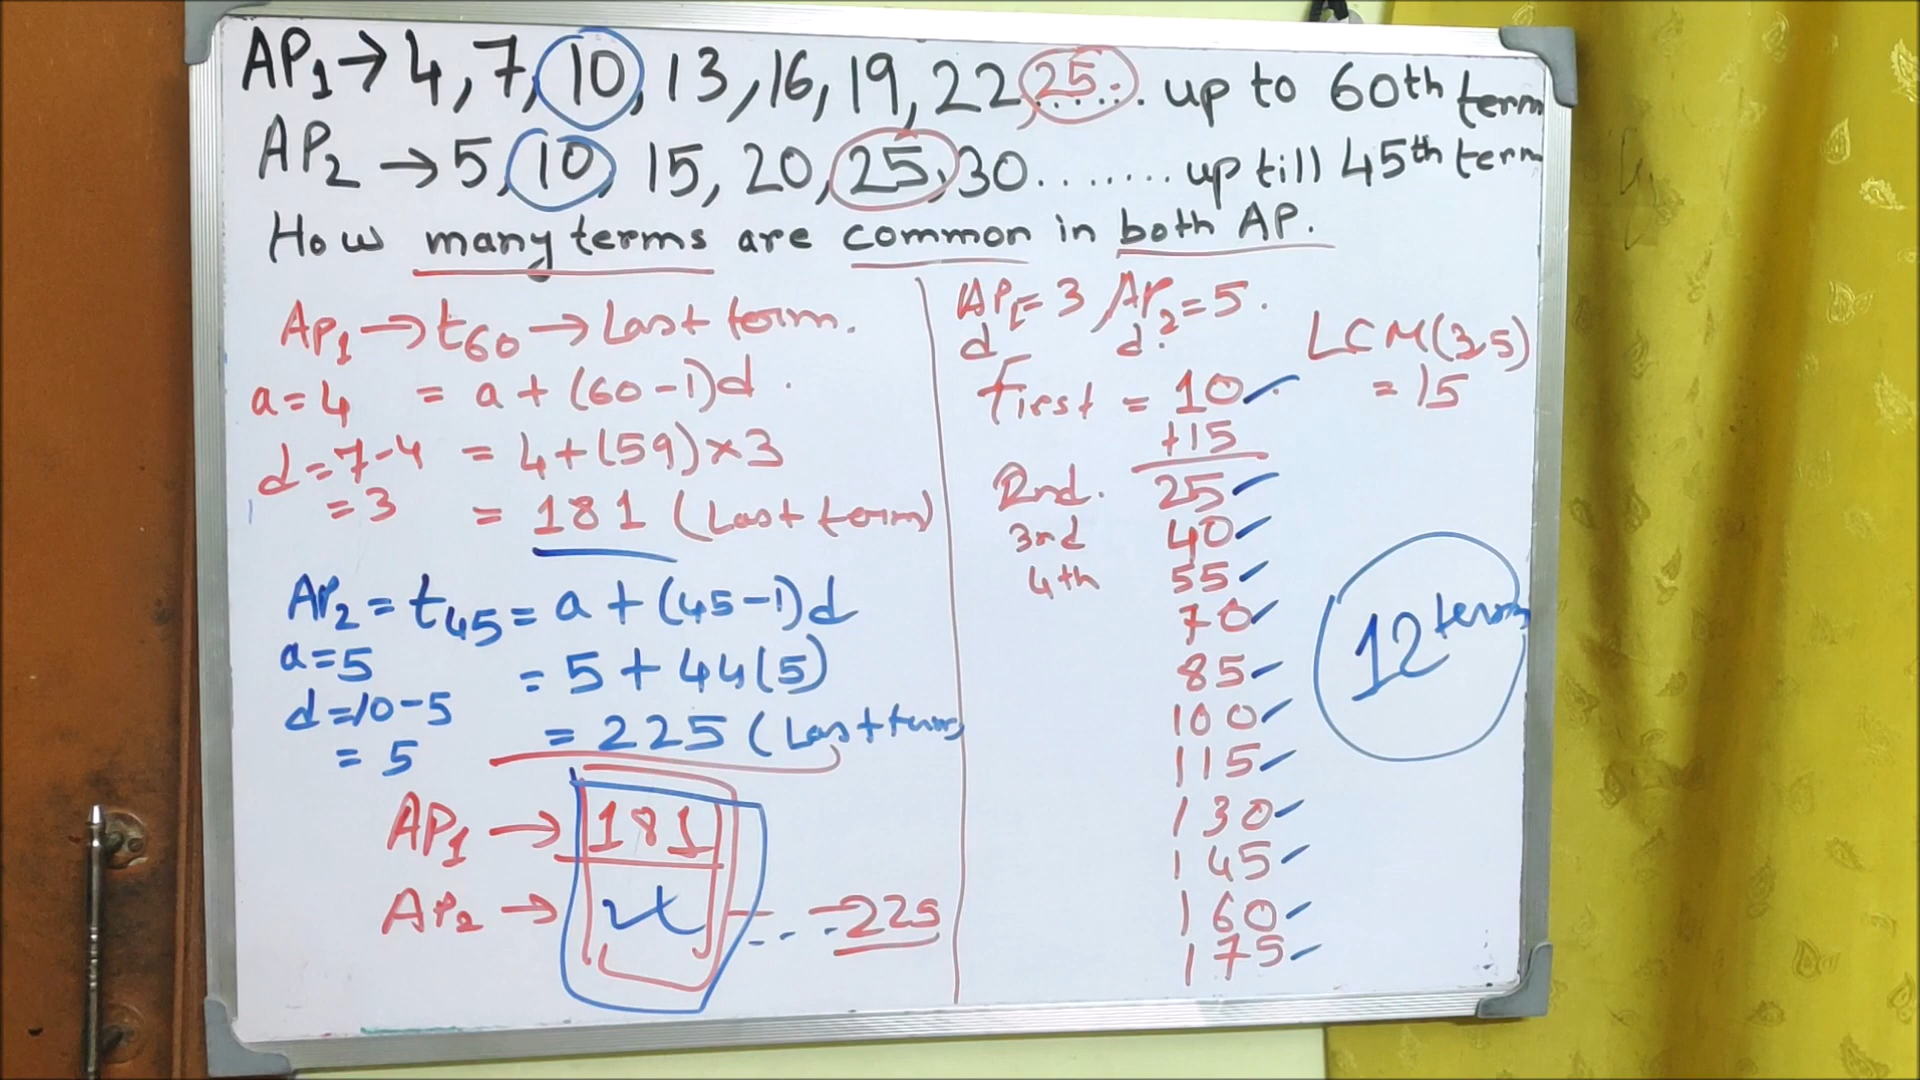 AP1 → 4, 7, 10, 13, 16, 19, 22, 25...... up to 60th term
AP2 → 5, 10, 15, 20, 25, 30........ up till 45th term
How many terms are common in both AP.
AP1 → t60 → Last term.
a = 4 = a + (60-1)d.
d = 7-4 = 4 + (59) × 3
= 3 = 181 (Last term)
AP2 = t45 = a + (45-1)d
a = 5 = 5 + 44(5)
d = 10-5
= 5 = 225 (Last term)
AP1 → 181
AP2 → ---→ 225
AP1 = 3 AP2 = 5.
d d
LCM(3,5)
= 15
First = 10
+15
2nd. 25
3rd 40
4th 55
70
85
100
115
130
145
160
175
12 terms